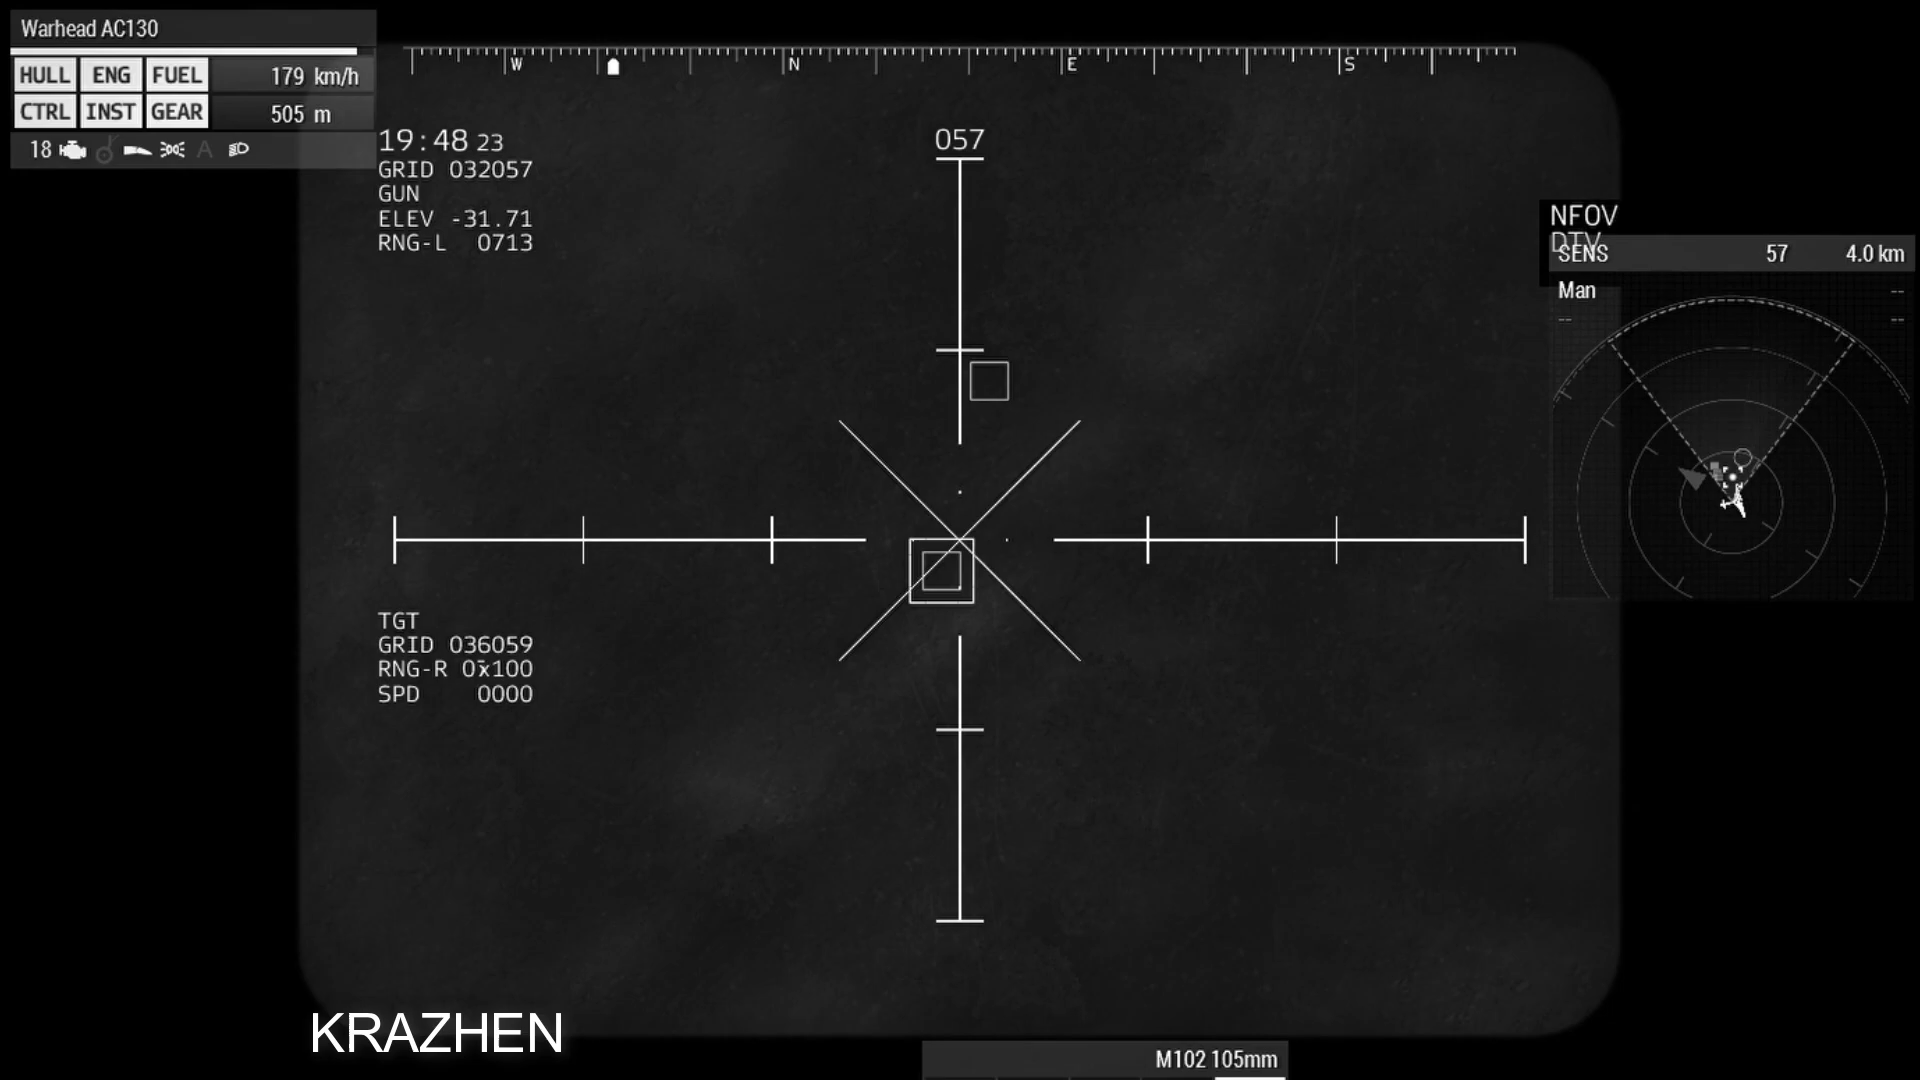 Warhead AC130
HULL ENG FUEL 179 km/h
CTRL INST GEAR 505 m
18 A
W N E S
19:48 23
GRID 032057
GUN
ELEV -31.71
RNG-L 0713
057
NFOV
DTV
SENS 57 4.0 km
Man --
-- --
TGT
GRID 036059
RNG-R
SPD 0000
KRAZHEN
M102 105mm